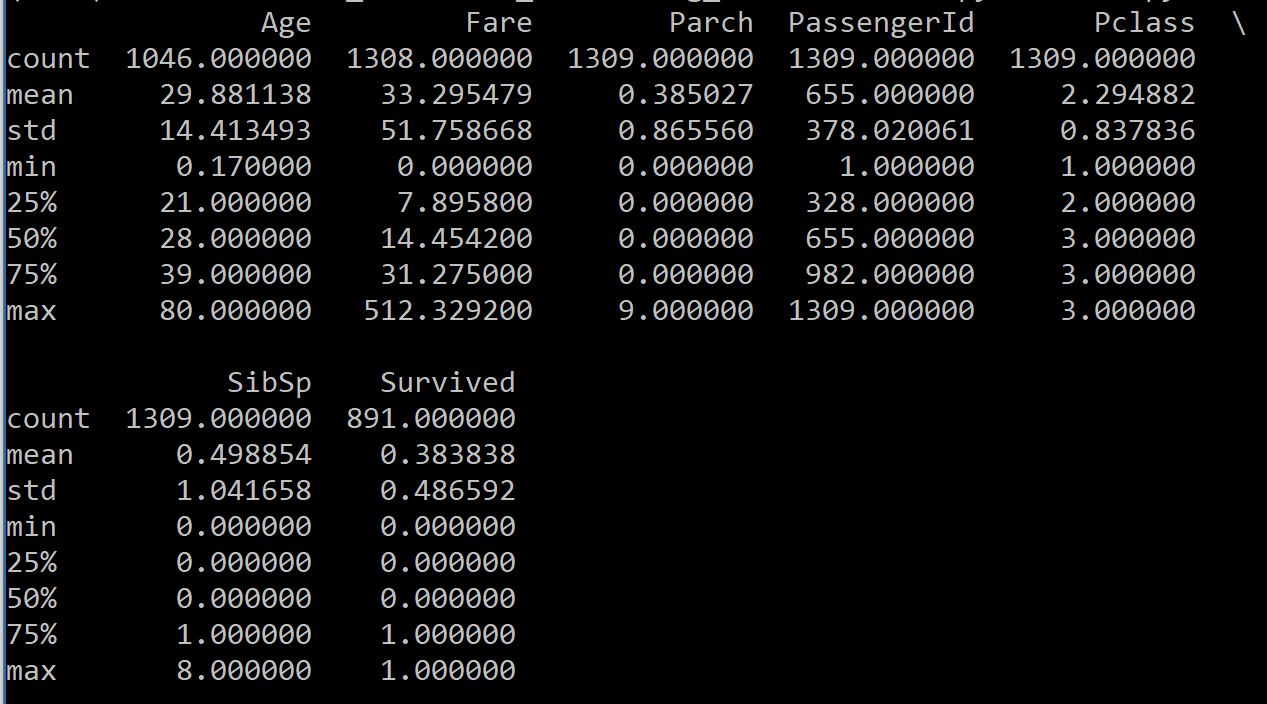 Age Fare Parch PassengerId Pclass \
count 1046.000000 1308.000000 1309.000000 1309.000000 1309.000000
mean 29.881138 33.295479 0.385027 655.000000 2.294882
std 14.413493 51.758668 0.865560 378.020061 0.837836
min 0.170000 0.000000 0.000000 1.000000 1.000000
25% 21.000000 7.895800 0.000000 328.000000 2.000000
50% 28.000000 14.454200 0.000000 655.000000 3.000000
75% 39.000000 31.275000 0.000000 982.000000 3.000000
max 80.000000 512.329200 9.000000 1309.000000 3.000000
SibSp Survived
count 1309.000000 891.000000
mean 0.498854 0.383838
std 1.041658 0.486592
min 0.000000 0.000000
25% 0.000000 0.000000
50% 0.000000 0.000000
75% 1.000000 1.000000
max 8.000000 1.000000